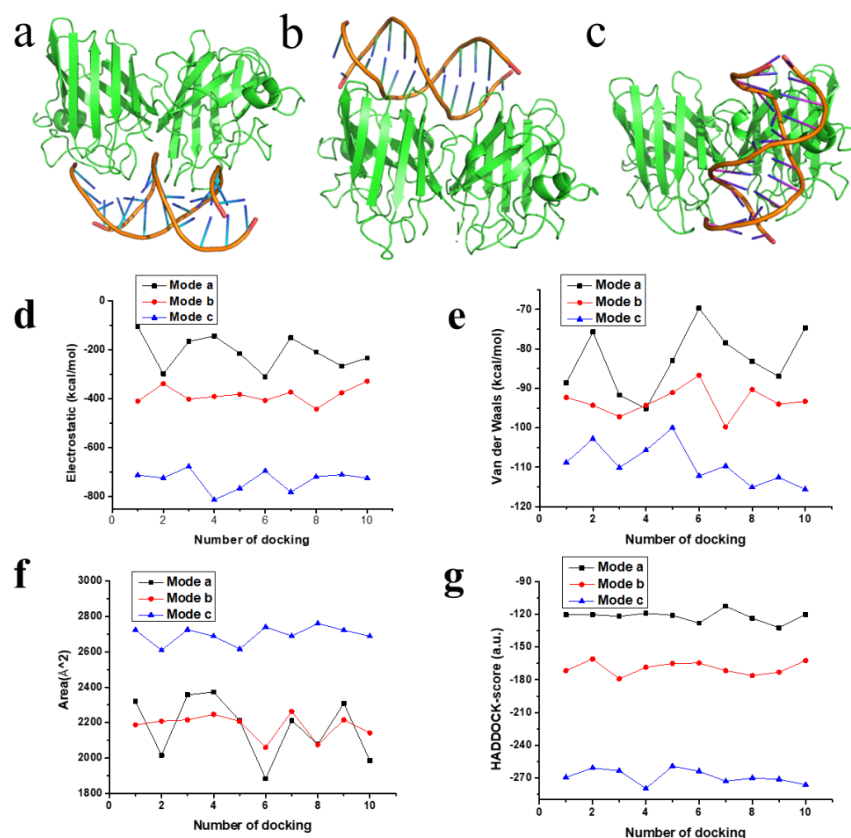 a
b
c
d
Mode a
Mode b
Mode c
0
-200
-400
-600
-800
Electrostatic (kcal/mol)
0 2 4 6 8 10
Number of docking
e
Mode a
Mode b
Mode c
-70
-80
-90
-100
-110
-120
Van der Waals (kcal/mol)
0 2 4 6 8 10
Number of docking
f
Mode a
Mode b
Mode c
3000
2800
2600
2400
2200
2000
1800
Area(Å^2)
0 2 4 6 8 10
Number of docking
g
Mode a
Mode b
Mode c
-90
-120
-150
-180
-210
-240
-270
HADDOCK-score (a.u.)
0 2 4 6 8 10
Number of docking